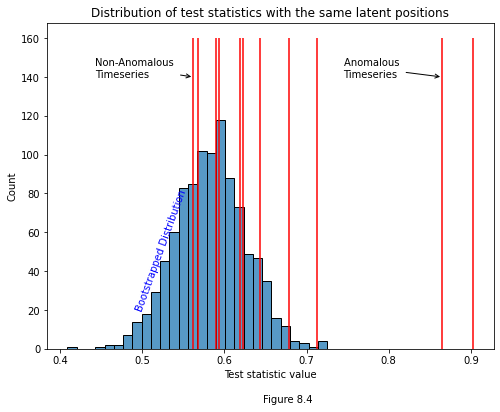 Distribution of test statistics with the same latent positions
160
140
120
100
80
60
40
20
0
Count
Non-Anomalous
Timeseries
Anomalous
Timeseries
Bootstrapped Distribution
0.4
0.5
0.6
0.7
0.8
0.9
Test statistic value
Figure 8.4